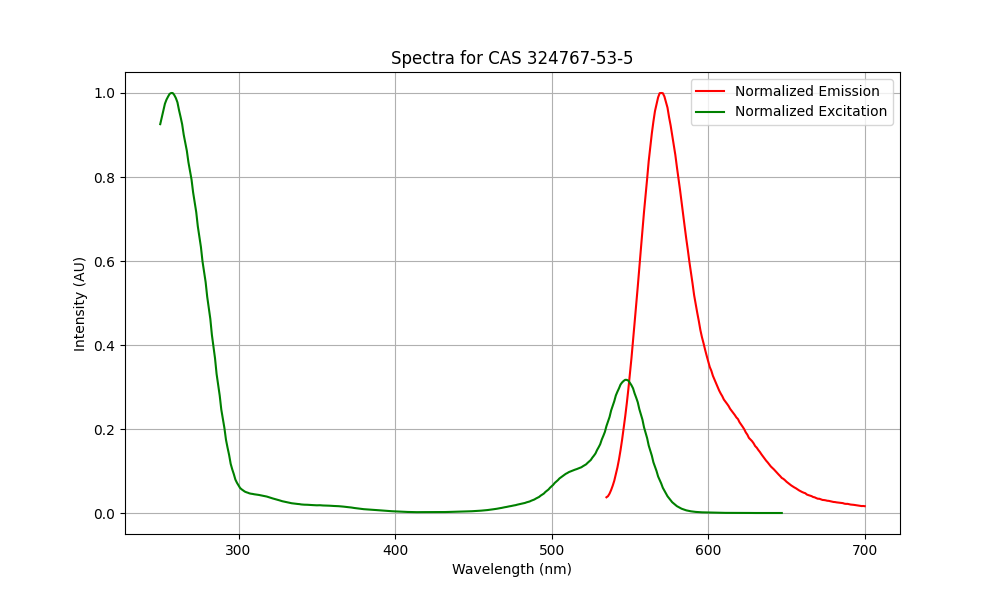 Spectra for CAS 324767-53-5
Normalized Emission
Normalized Excitation
Intensity (AU)
1.0
0.8
0.6
0.4
0.2
0.0
300 400 500 600 700
Wavelength (nm)